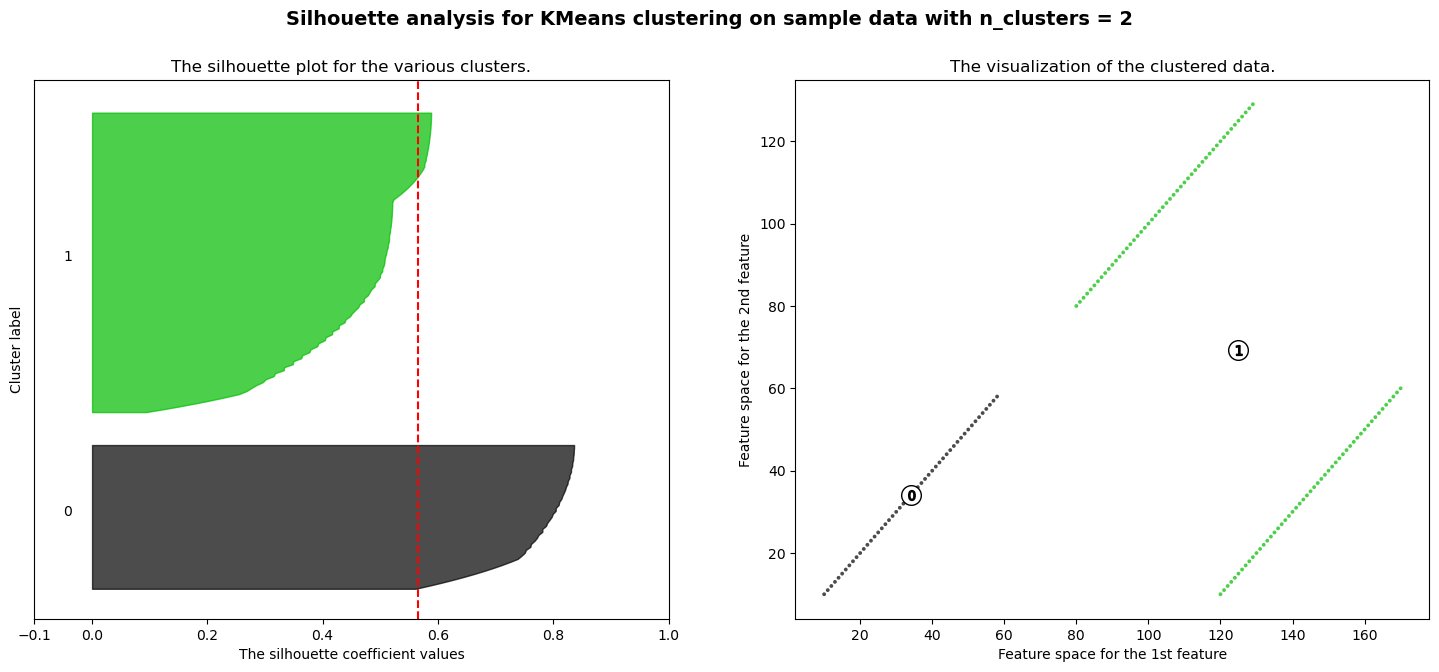 Silhouette analysis for KMeans clustering on sample data with n_clusters = 2
The silhouette plot for the various clusters.
1
0
Cluster label
−0.1 0.0 0.2 0.4 0.6 0.8 1.0
The silhouette coefficient values
The visualization of the clustered data.
120
100
80
60
40
20
Feature space for the 2nd feature
1
0
20 40 60 80 100 120 140 160
Feature space for the 1st feature